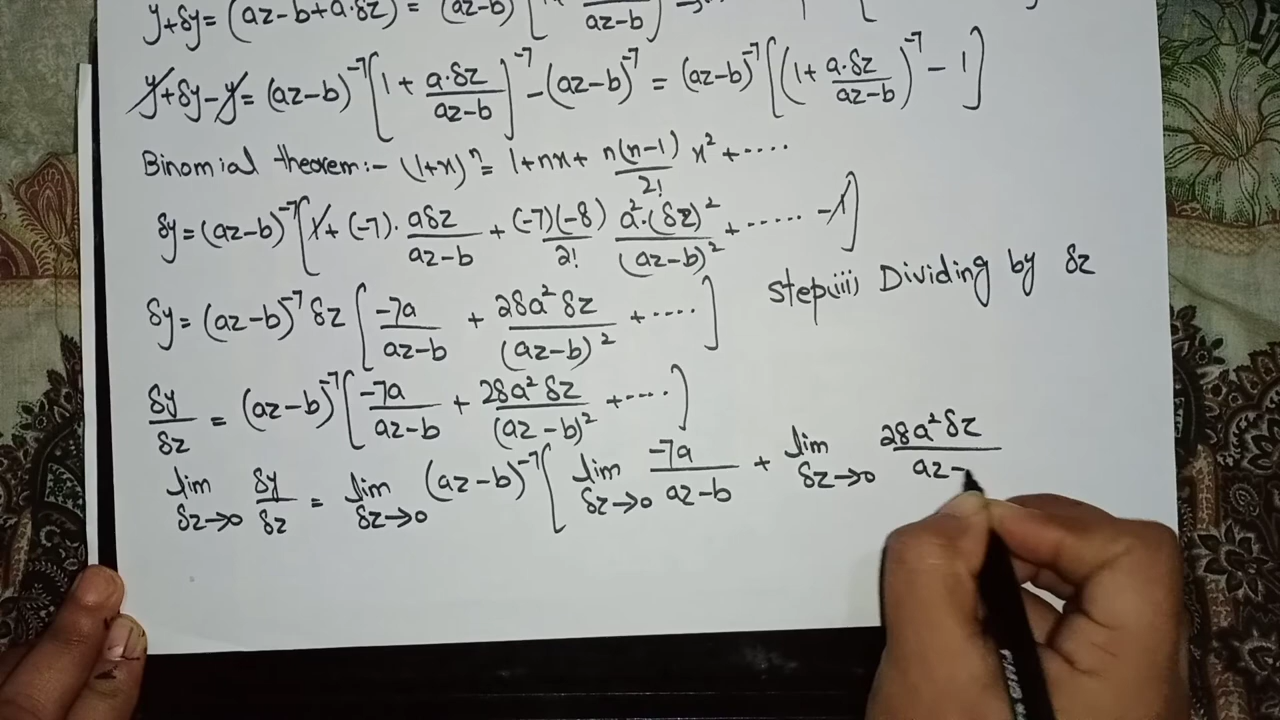 y+δy=(az-b+a·δz) = (az-b) [ az-b
y+δy-y= (az-b)^-7 [1+ a·δz/az-b]^-7 -(az-b)^-7 = (az-b)^-7 [(1+ a·δz/az-b)^-7 - 1]
Binomial theorem:- (1+x)^n = 1+nx+ n(n-1)/2! x^2 +····
δy=(az-b)^-7 [1+(-7)· aδz/az-b + (-7)(-8)/2! a^2·(δz)^2/(az-b)^2 +······ -1]
δy=(az-b)^-7 δz [-7a/az-b + 28a^2 δz/(az-b)^2 +····] step(iii) Dividing by δz
δy/δz = (az-b)^-7 [-7a/az-b + 28a^2 δz/(az-b)^2 +····]
lim δz→0 δy/δz = lim δz→0 (az-b)^-7 [ lim δz→0 -7a/az-b + lim δz→0 28a^2 δz/az-